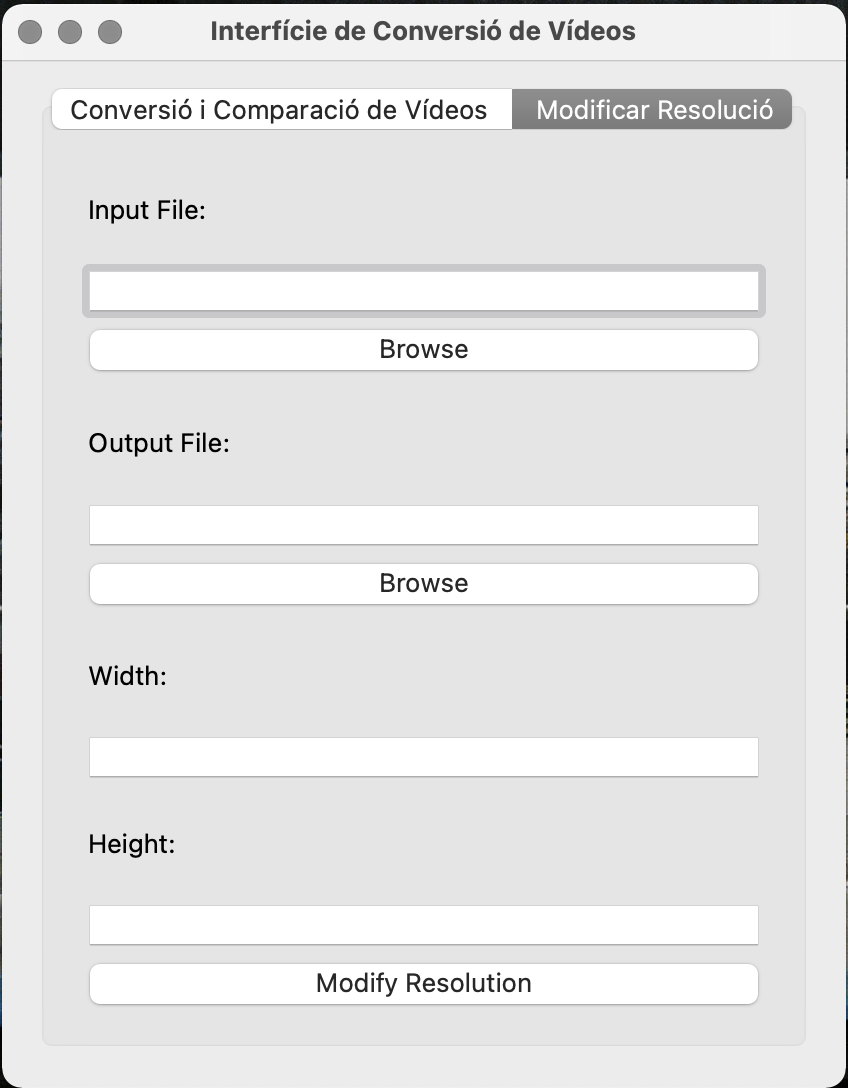 Interfície de Conversió de Vídeos
Conversió i Comparació de Vídeos Modificar Resolució
Input File:
Browse
Output File:
Browse
Width:
Height:
Modify Resolution